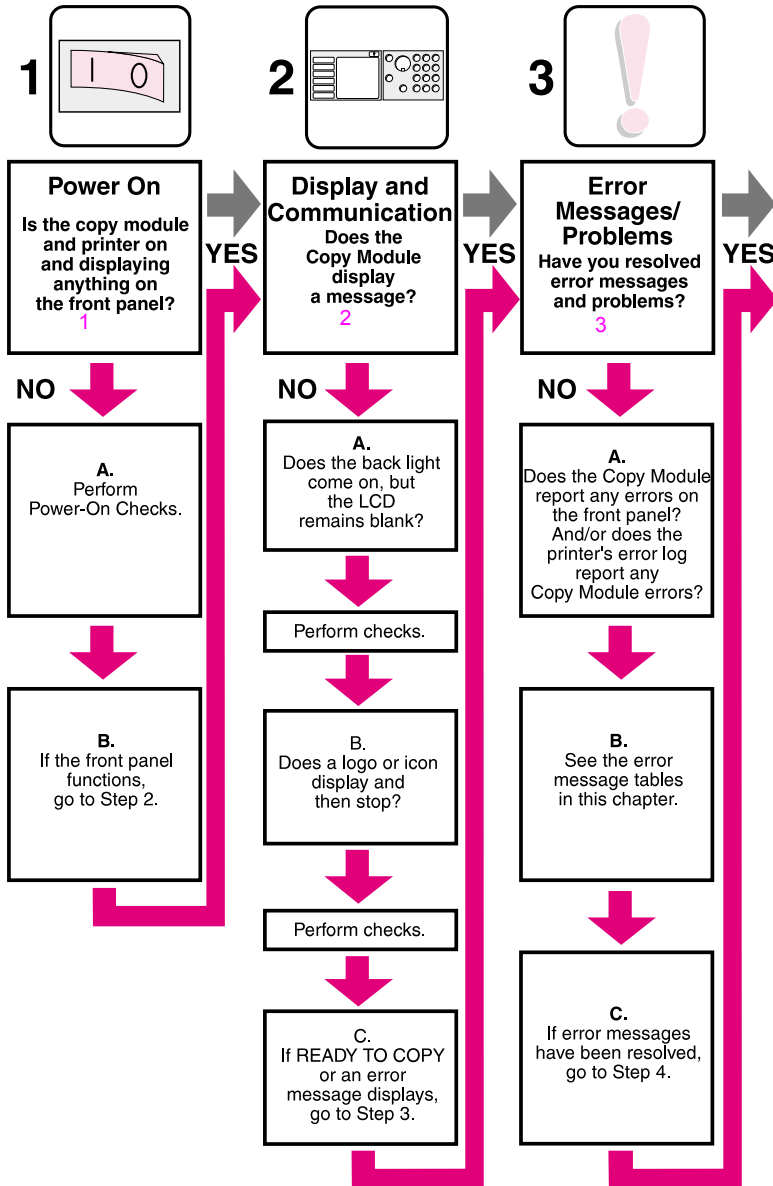 1
I O
Power On
Is the copy module
and printer on
and displaying
anything on
the front panel?
1
YES
NO
A.
Perform
Power-On Checks.
B.
If the front panel
functions,
go to Step 2.
2
Display and
Communication
Does the
Copy Module
display
a message?
2
YES
NO
A.
Does the back light
come on, but
the LCD
remains blank?
Perform checks.
B.
Does a logo or icon
display and
then stop?
Perform checks.
C.
If READY TO COPY
or an error
message displays,
go to Step 3.
3
!
Error
Messages/
Problems
Have you resolved
error messages
and problems?
3
YES
NO
A.
Does the Copy Module
report any errors on
the front panel?
And/or does the
printer's error log
report any
Copy Module errors?
B.
See the error
message tables
in this chapter.
C.
If error messages
have been resolved,
go to Step 4.